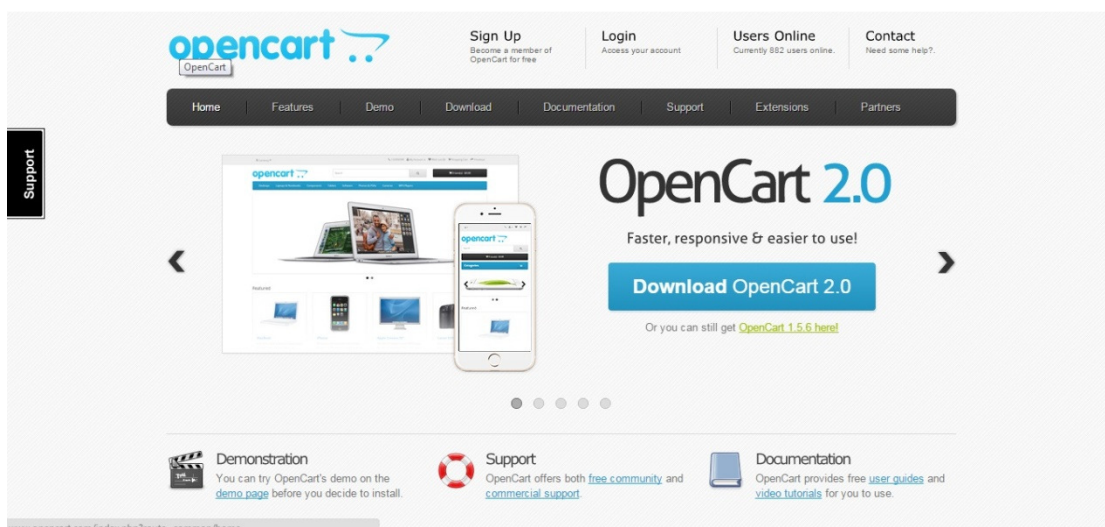 opencart
OpenCart
Sign Up
Become a member of
OpenCart for free
Login
Access your account
Users Online
Currently 882 users online.
Contact
Need some help?.
Home
Features
Demo
Download
Documentation
Support
Extensions
Partners
Support
opencart
opencart
Featured
OpenCart 2.0
Faster, responsive & easier to use!
Download OpenCart 2.0
Or you can still get OpenCart 1.5.6 here!
Demonstration
You can try OpenCart's demo on the
demo page before you decide to install.
Support
OpenCart offers both free community and
commercial support.
Documentation
OpenCart provides free user guides and
video tutorials for you to use.